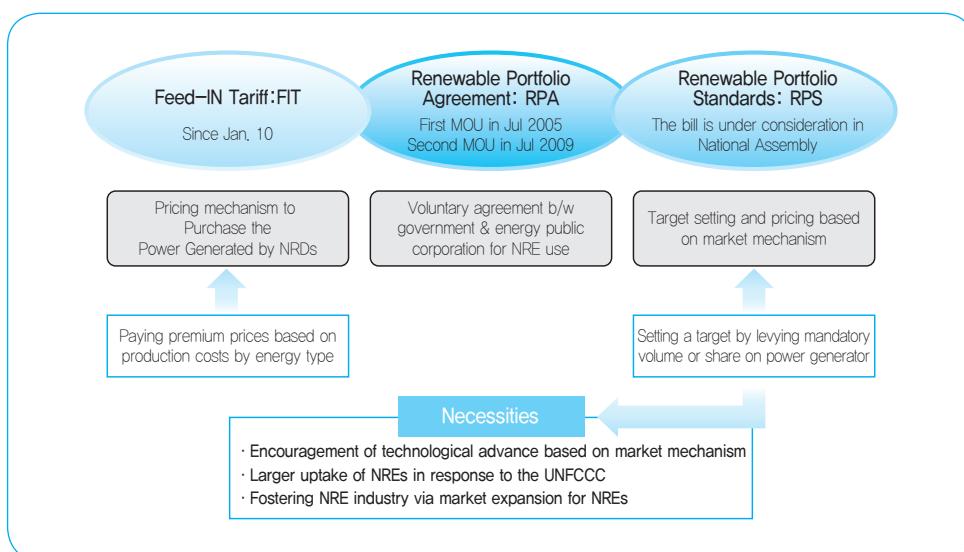 Feed-IN Tariff:FIT
Since Jan. 10
Renewable Portfolio
Agreement: RPA
First MOU in Jul 2005
Second MOU in Jul 2009
Renewable Portfolio
Standards: RPS
The bill is under consideration in
National Assembly
Pricing mechanism to
Purchase the
Power Generated by NRDs
Voluntary agreement b/w
government & energy public
corporation for NRE use
Target setting and pricing based
on market mechanism
Paying premium prices based on
production costs by energy type
Setting a target by levying mandatory
volume or share on power generator
Necessities
· Encouragement of technological advance based on market mechanism
· Larger uptake of NREs in response to the UNFCCC
· Fostering NRE industry via market expansion for NREs